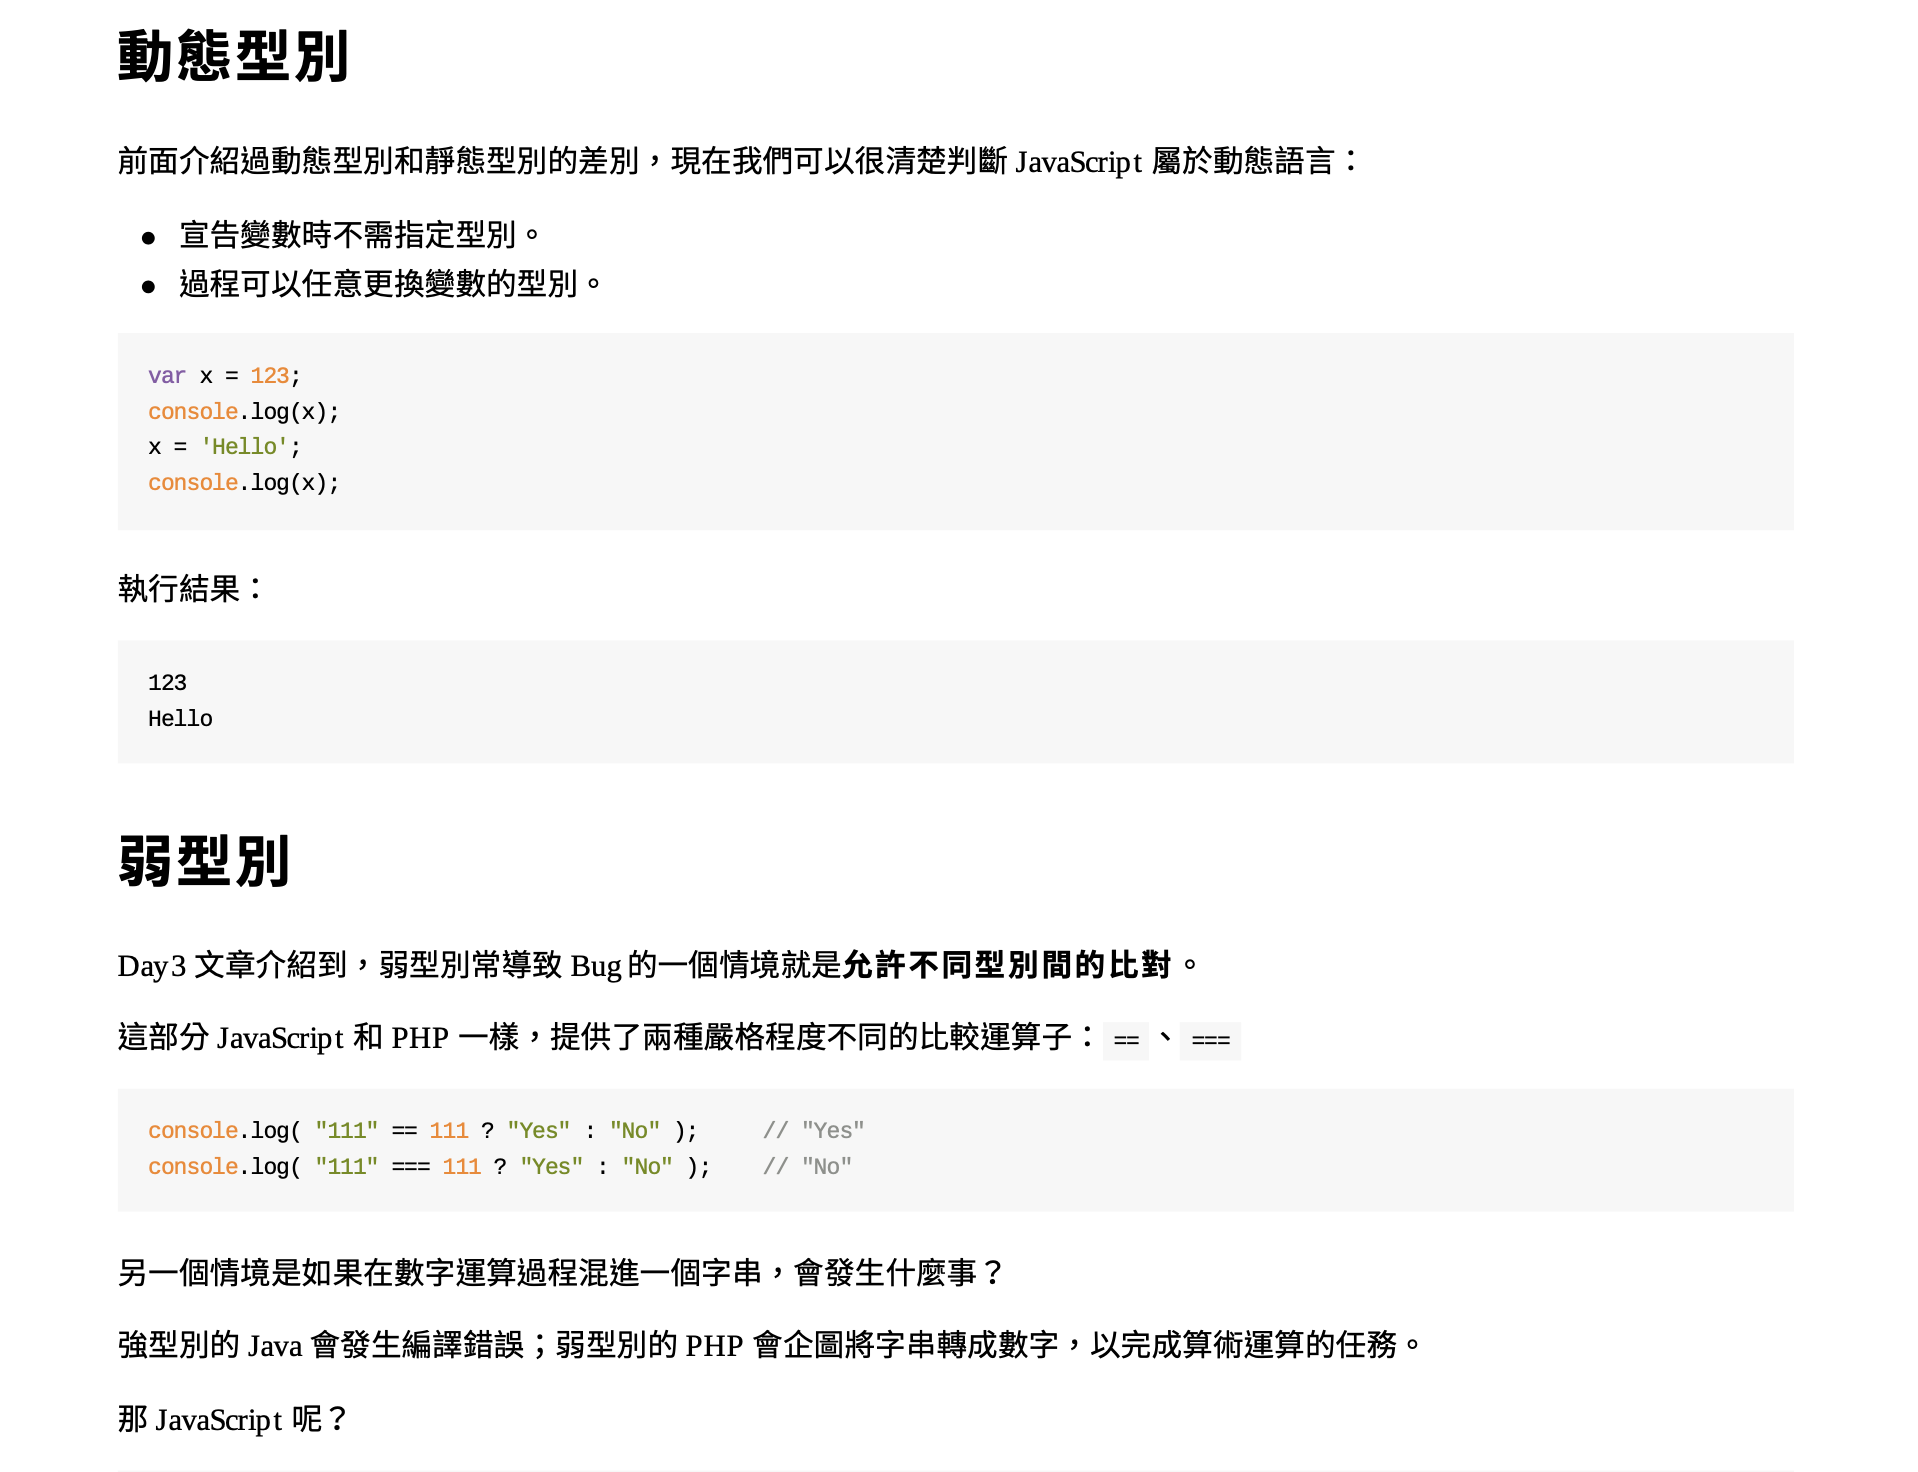 動態型別
前面介紹過動態型別和靜態型別的差別，現在我們可以很清楚判斷 JavaScript 屬於動態語言：
● 宣告變數時不需指定型別。
● 過程可以任意更換變數的型別。
var x = 123;
console.log(x);
x = 'Hello';
console.log(x);
執行結果：
123
Hello
弱型別
Day3 文章介紹到，弱型別常導致 Bug 的一個情境就是允許不同型別間的比對。
這部分 JavaScript 和 PHP 一樣，提供了兩種嚴格程度不同的比較運算子： == 、 ===
console.log( "111" == 111 ? "Yes" : "No" );     // "Yes"
console.log( "111" === 111 ? "Yes" : "No" );    // "No"
另一個情境是如果在數字運算過程混進一個字串，會發生什麼事？
強型別的 Java 會發生編譯錯誤；弱型別的 PHP 會企圖將字串轉成數字，以完成算術運算的任務。
那 JavaScript 呢？